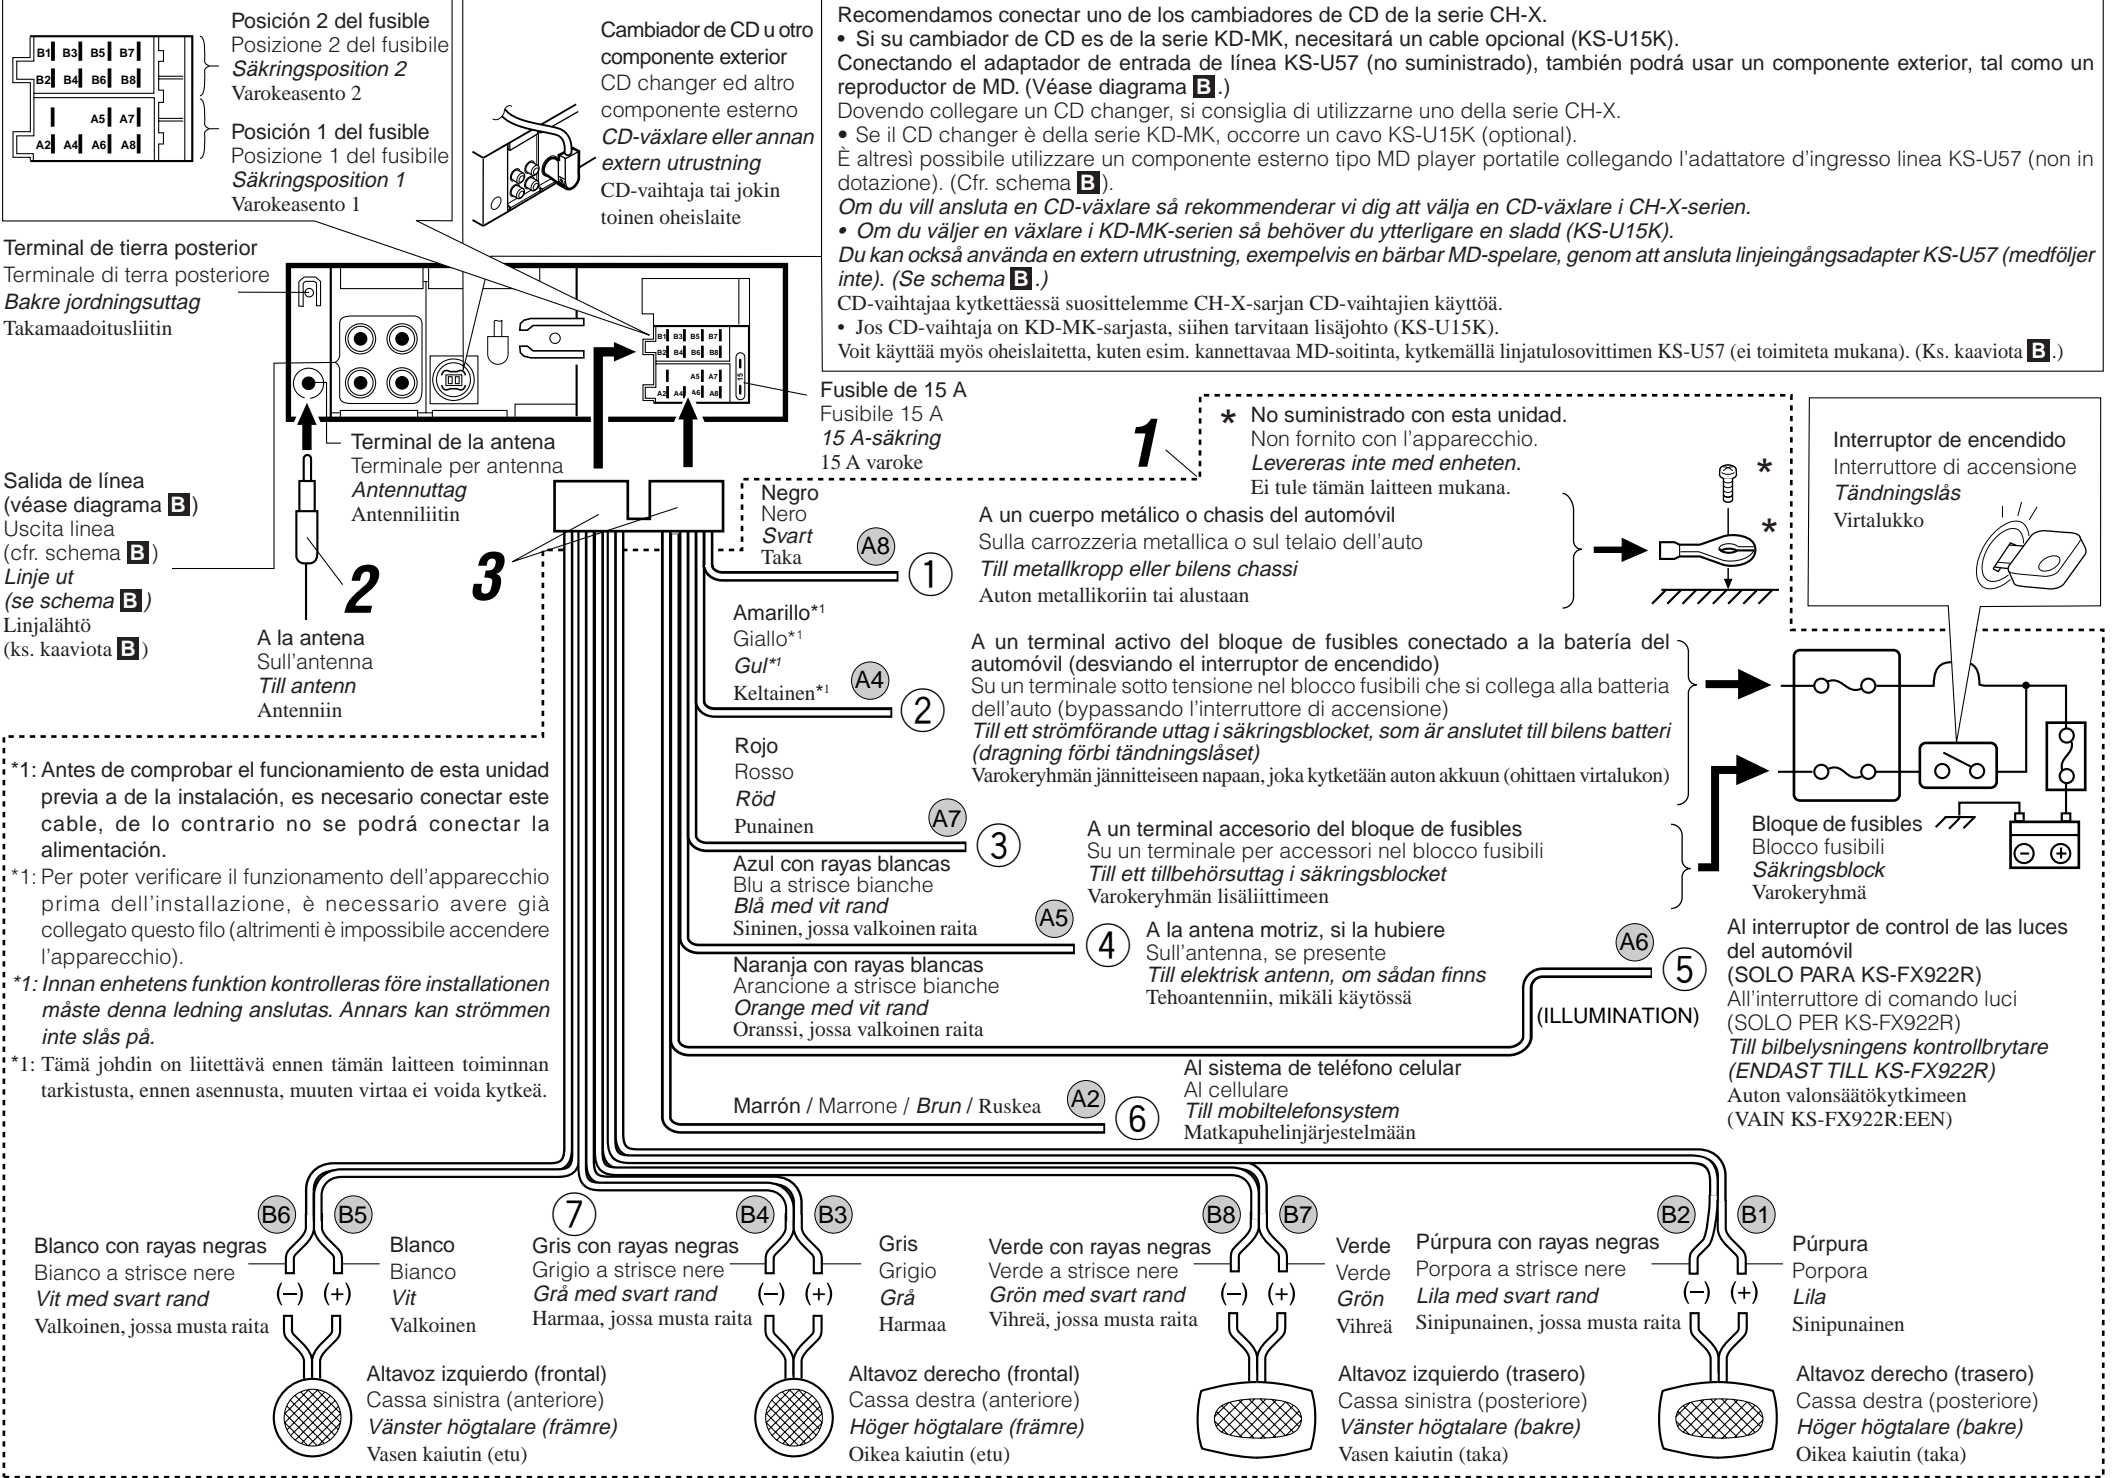 Posición 2 del fusible
Posizione 2 del fusibile
Säkringsposition 2
Varokeasento 2
B1 B3 B5 B7
B2 B4 B6 B8
A5 A7
A2 A4 A6 A8
Posición 1 del fusible
Posizione 1 del fusibile
Säkringsposition 1
Varokeasento 1
Cambiador de CD u otro
componente exterior
CD changer ed altro
componente esterno
CD-växlare eller annan
extern utrustning
CD-vaihtaja tai jokin
toinen oheislaite
Recomendamos conectar uno de los cambiadores de CD de la serie CH-X.
• Si su cambiador de CD es de la serie KD-MK, necesitará un cable opcional (KS-U15K).
Conectando el adaptador de entrada de línea KS-U57 (no suministrado), también podrá usar un componente exterior, tal como un
reproductor de MD. (Véase diagrama B .)
Dovendo collegare un CD changer, si consiglia di utilizzarne uno della serie CH-X.
• Se il CD changer è della serie KD-MK, occorre un cavo KS-U15K (optional).
È altresì possibile utilizzare un componente esterno tipo MD player portatile collegando l'adattatore d'ingresso linea KS-U57 (non in
dotazione). (Cfr. schema B ).
Om du vill ansluta en CD-växlare så rekommenderar vi dig att välja en CD-växlare i CH-X-serien.
• Om du väljer en växlare i KD-MK-serien så behöver du ytterligare en sladd (KS-U15K).
Du kan också använda en extern utrustning, exempelvis en bärbar MD-spelare, genom att ansluta linjeingångsadapter KS-U57 (medföljer
inte). (Se schema B .)
CD-vaihtajaa kytkettäessä suosittelemme CH-X-sarjan CD-vaihtajien käyttöä.
• Jos CD-vaihtaja on KD-MK-sarjasta, siihen tarvitaan lisäjohto (KS-U15K).
Voit käyttää myös oheislaitetta, kuten esim. kannettavaa MD-soitinta, kytkemällä linjatulosovittimen KS-U57 (ei toimiteta mukana). (Ks. kaaviota B .)
Terminal de tierra posterior
Terminale di terra posteriore
Bakre jordningsuttag
Takamaadoitusliitin
B1 B3 B5 B7
B2 B4 B6 B8
A5 A7
A2 A4 A6 A8
15
Fusible de 15 A
Fusibile 15 A
15 A-säkring
15 A varoke
Terminal de la antena
Terminale per antenna
Antennuttag
Antenniliitin
Salida de línea
(véase diagrama B )
Uscita linea
(cfr. schema B )
Linje ut
(se schema B )
Linjalähtö
(ks. kaaviota B )
2
A la antena
Sull'antenna
Till antenn
Antenniin
3
1
* No suministrado con esta unidad.
Non fornito con l'apparecchio.
Levereras inte med enheten.
Ei tule tämän laitteen mukana.
*
*
Interruptor de encendido
Interruttore di accensione
Tändningslås
Virtalukko
Negro
Nero
Svart
Taka
A8
1
A un cuerpo metálico o chasis del automóvil
Sulla carrozzeria metallica o sul telaio dell'auto
Till metallkropp eller bilens chassi
Auton metallikoriin tai alustaan
Amarillo*1
Giallo*1
Gul*1
Keltainen*1
A4
2
A un terminal activo del bloque de fusibles conectado a la batería del
automóvil (desviando el interruptor de encendido)
Su un terminale sotto tensione nel blocco fusibili che si collega alla batteria
dell'auto (bypassando l'interruttore di accensione)
Till ett strömförande uttag i säkringsblocket, som är anslutet till bilens batteri
(dragning förbi tändningslåset)
Varokeryhmän jännitteiseen napaan, joka kytketään auton akkuun (ohittaen virtalukon)
*1: Antes de comprobar el funcionamiento de esta unidad
previa a de la instalación, es necesario conectar este
cable, de lo contrario no se podrá conectar la
alimentación.
*1: Per poter verificare il funzionamento dell'apparecchio
prima dell'installazione, è necessario avere già
collegato questo filo (altrimenti è impossibile accendere
l'apparecchio).
*1: Innan enhetens funktion kontrolleras före installationen
måste denna ledning anslutas. Annars kan strömmen
inte slås på.
*1: Tämä johdin on liitettävä ennen tämän laitteen toiminnan
tarkistusta, ennen asennusta, muuten virtaa ei voida kytkeä.
Rojo
Rosso
Röd
Punainen
A7
3
A un terminal accesorio del bloque de fusibles
Su un terminale per accessori nel blocco fusibili
Till ett tillbehörsuttag i säkringsblocket
Varokeryhmän lisäliittimeen
Bloque de fusibles
Blocco fusibili
Säkringsblock
Varokeryhmä
Azul con rayas blancas
Blu a strisce bianche
Blå med vit rand
Sininen, jossa valkoinen raita
A5
4
A la antena motriz, si la hubiere
Sull'antenna, se presente
Till elektrisk antenn, om sådan finns
Tehoantenniin, mikäli käytössä
Naranja con rayas blancas
Arancione a strisce bianche
Orange med vit rand
Oranssi, jossa valkoinen raita
A6
5
(ILLUMINATION)
Al interruptor de control de las luces
del automóvil
(SOLO PARA KS-FX922R)
All'interruttore di comando luci
(SOLO PER KS-FX922R)
Till bilbelysningens kontrollbrytare
(ENDAST TILL KS-FX922R)
Auton valonsäätökytkimeen
(VAIN KS-FX922R:EEN)
Marrón / Marrone / Brun / Ruskea
A2
6
Al sistema de teléfono celular
Al cellulare
Till mobiltelefonsystem
Matkapuhelinjärjestelmään
B6 B5
7
B4 B3
B8 B7
B2 B1
Blanco con rayas negras
Bianco a strisce nere
Vit med svart rand
Valkoinen, jossa musta raita
(–) (+)
Blanco
Bianco
Vit
Valkoinen
Gris con rayas negras
Grigio a strisce nere
Grå med svart rand
Harmaa, jossa musta raita
(–) (+)
Gris
Grigio
Grå
Harmaa
Verde con rayas negras
Verde a strisce nere
Grön med svart rand
Vihreä, jossa musta raita
(–) (+)
Verde
Verde
Grön
Vihreä
Púrpura con rayas negras
Porpora a strisce nere
Lila med svart rand
Sinipunainen, jossa musta raita
(–) (+)
Púrpura
Porpora
Lila
Sinipunainen
Altavoz izquierdo (frontal)
Cassa sinistra (anteriore)
Vänster högtalare (främre)
Vasen kaiutin (etu)
Altavoz derecho (frontal)
Cassa destra (anteriore)
Höger högtalare (främre)
Oikea kaiutin (etu)
Altavoz izquierdo (trasero)
Cassa sinistra (posteriore)
Vänster högtalare (bakre)
Vasen kaiutin (taka)
Altavoz derecho (trasero)
Cassa destra (posteriore)
Höger högtalare (bakre)
Oikea kaiutin (taka)